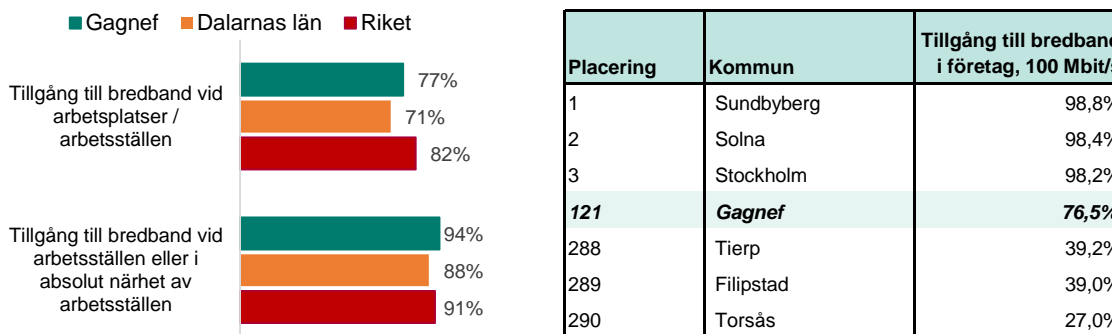 Gagnef Dalarnas län Riket
Tillgång till bredband vid
arbetsplatser /
arbetsställen
77%
71%
82%
Tillgång till bredband vid
arbetsställen eller i
absolut närhet av
arbetsställen
94%
88%
91%
Placering Kommun Tillgång till bredband
i företag, 100 Mbit/s
1 Sundbyberg 98,8%
2 Solna 98,4%
3 Stockholm 98,2%
121 Gagnef 76,5%
288 Tierp 39,2%
289 Filipstad 39,0%
290 Torsås 27,0%